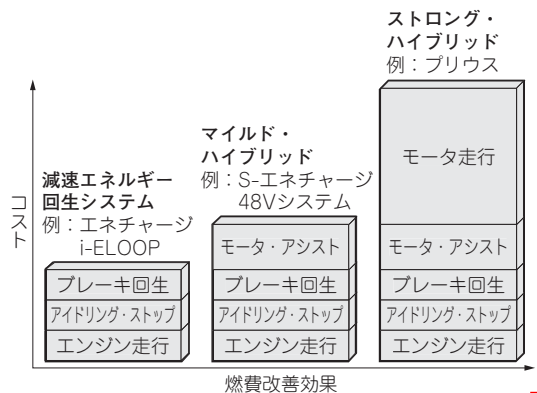 ストロング・
ハイブリッド
例：プリウス
マイルド・
ハイブリッド
例：S-エネチャージ
48Vシステム
減速エネルギー
回生システム
例：エネチャージ
i-ELOOP
コスト
ブレーキ回生
アイドリング・ストップ
エンジン走行
モータ・アシスト
ブレーキ回生
アイドリング・ストップ
エンジン走行
モータ走行
モータ・アシスト
ブレーキ回生
アイドリング・ストップ
エンジン走行
燃費改善効果